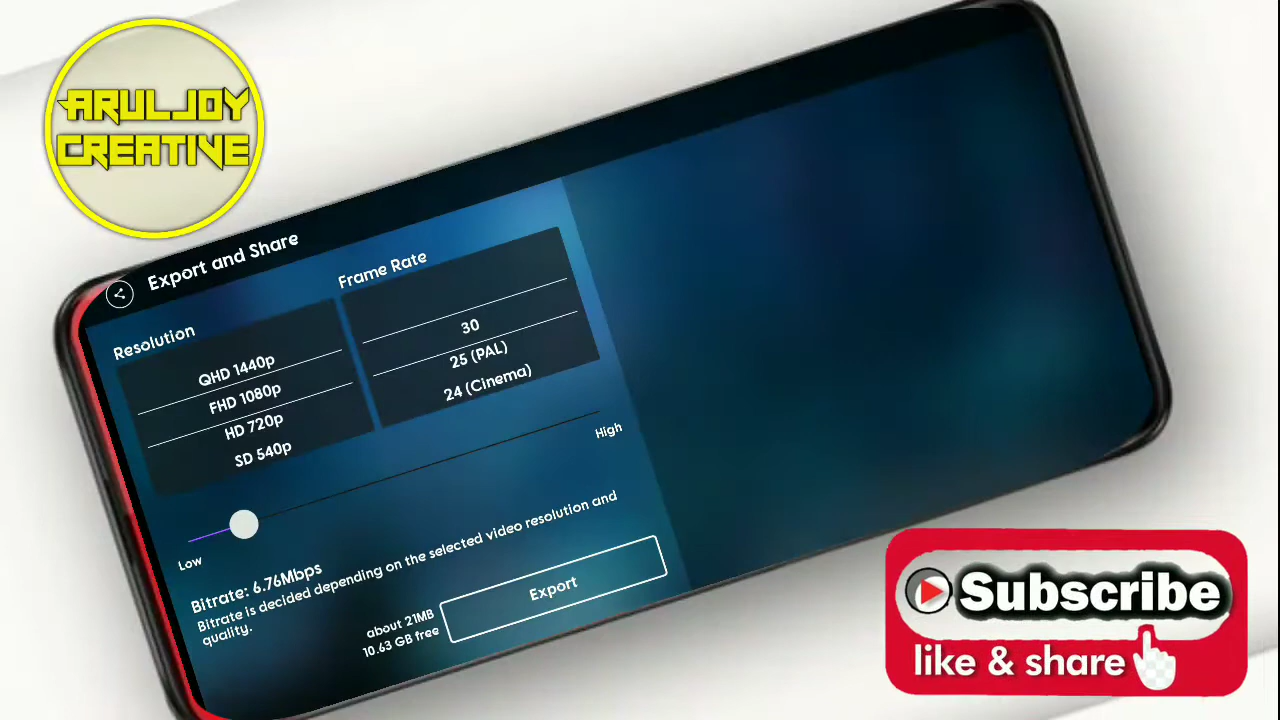 ARULJOY
CREATIVE
Export and Share
Resolution
Frame Rate
QHD 1440p
FHD 1080p
HD 720p
SD 540p
30
25 (PAL)
24 (Cinema)
Low
High
Bitrate: 6.76Mbps
Bitrate is decided depending on the selected video resolution and
quality.
about 21MB
10.63 GB free
Export
Subscribe
like & share